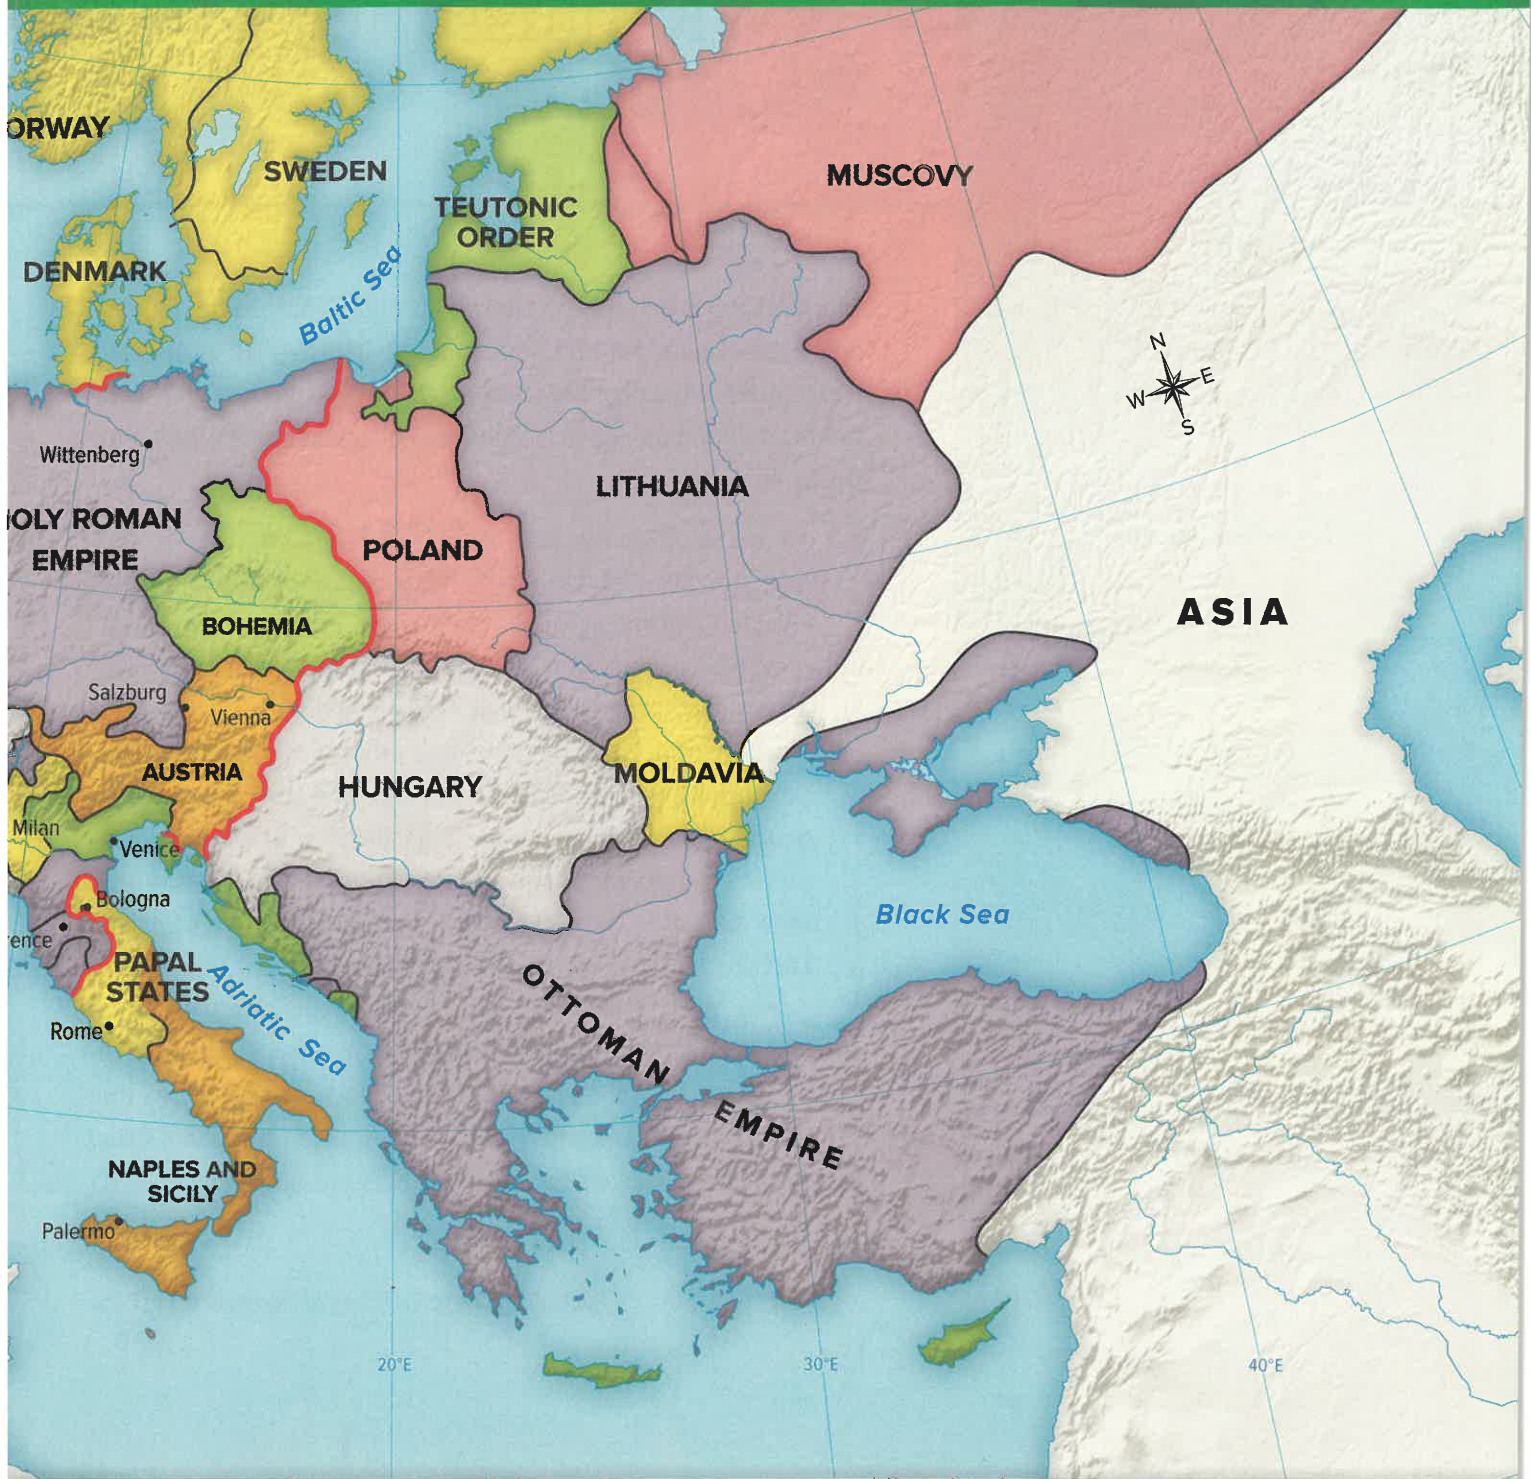 ORWAY
SWEDEN
MUSCOVY
TEUTONIC
ORDER
DENMARK
Baltic Sea
N
W
E
S
Wittenberg
LITHUANIA
OLY ROMAN
EMPIRE
POLAND
BOHEMIA
ASIA
Salzburg
Vienna
AUSTRIA
HUNGARY
MOLDAVIA
Milan
Venice
Bologna
rence
Black Sea
PAPAL
STATES
Adriatic Sea
Rome
OTTOMAN
EMPIRE
NAPLES AND
SICILY
Palermo
20°E
30°E
40°E